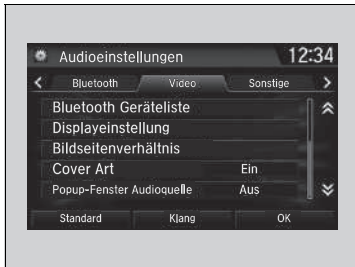 Audioeinstellungen 12:34
Bluetooth Video Sonstige
Bluetooth Geräteliste
Displayeinstellung
Bildseitenverhältnis
Cover Art Ein
Popup-Fenster Audioquelle Aus
Standard Klang OK